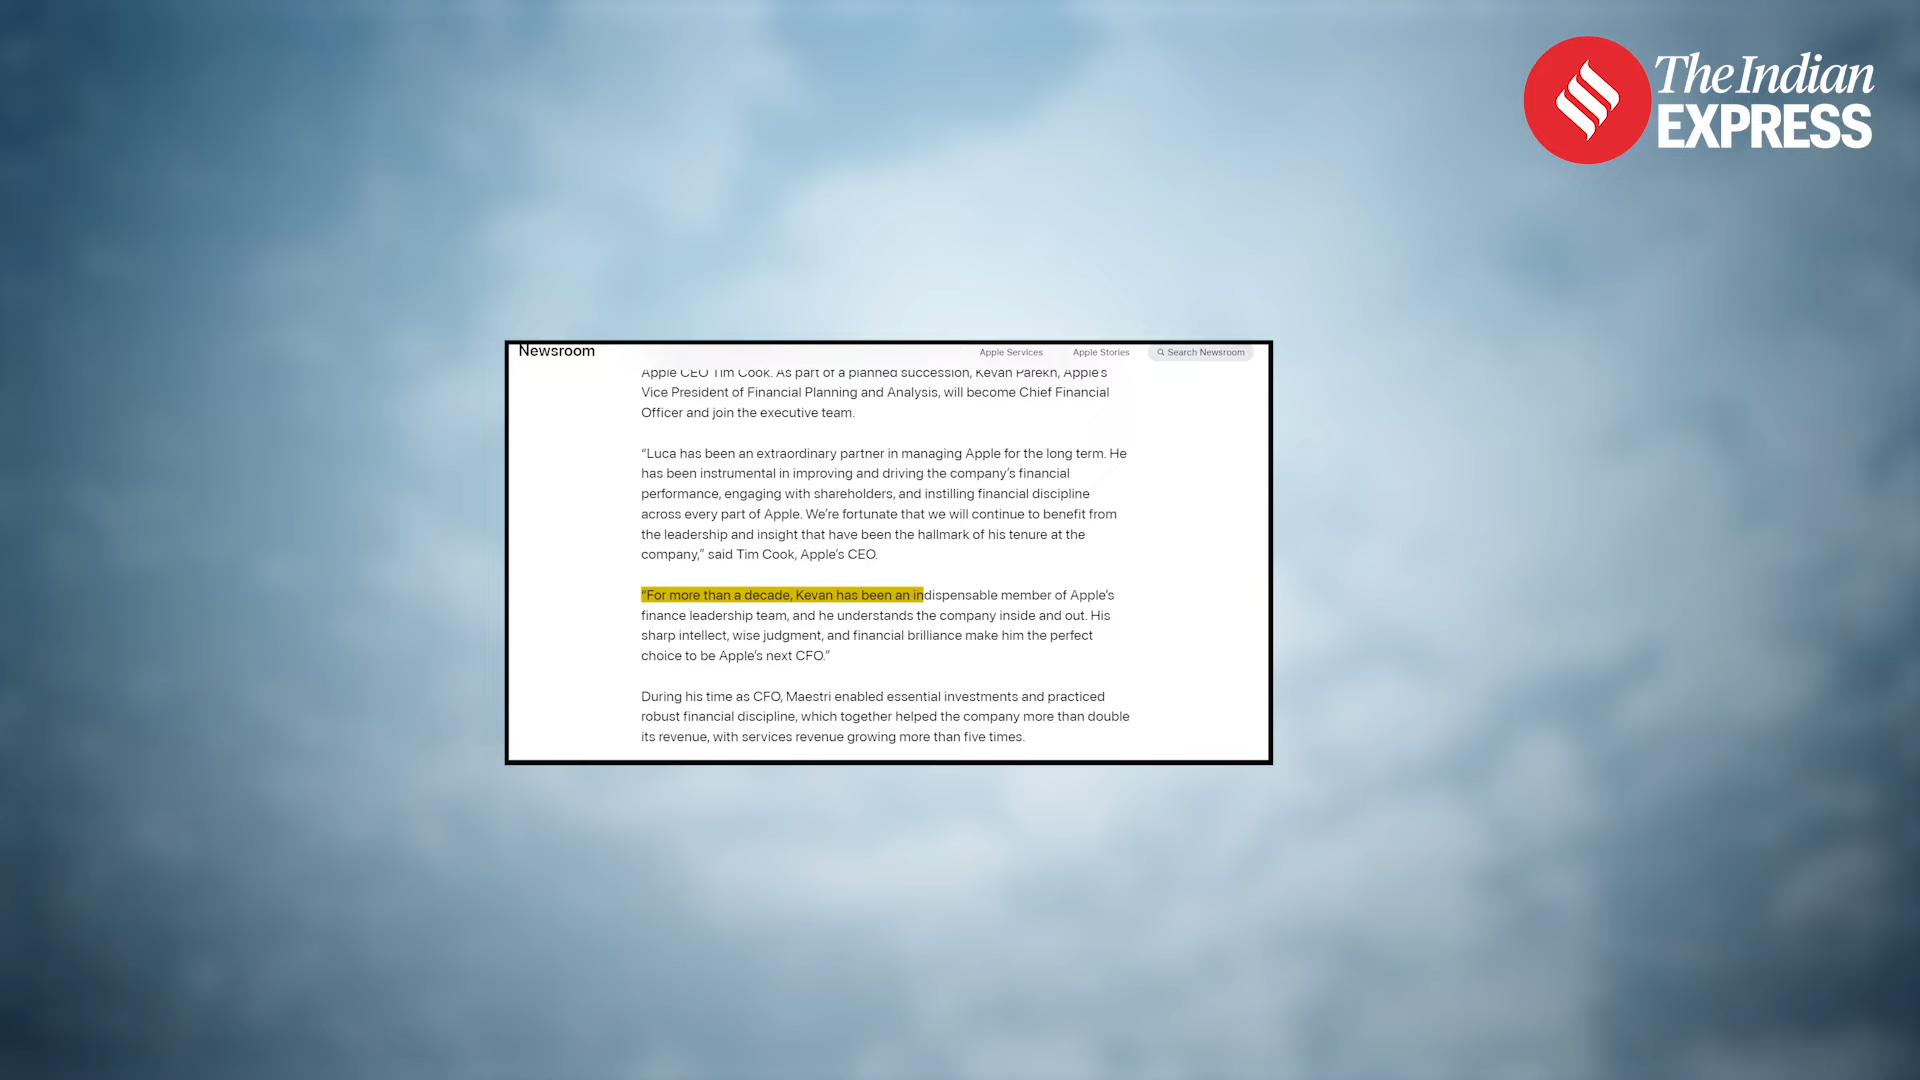 The Indian
EXPRESS
Newsroom
Apple Services
Apple Stories
Search Newsroom
Apple CEO Tim Cook. As part of a planned succession, Kevan Parekh, Apple's
Vice President of Financial Planning and Analysis, will become Chief Financial
Officer and join the executive team.
“Luca has been an extraordinary partner in managing Apple for the long term. He
has been instrumental in improving and driving the company’s financial
performance, engaging with shareholders, and instilling financial discipline
across every part of Apple. We’re fortunate that we will continue to benefit from
the leadership and insight that have been the hallmark of his tenure at the
company,” said Tim Cook, Apple’s CEO.
“For more than a decade, Kevan has been an indispensable member of Apple’s
finance leadership team, and he understands the company inside and out. His
sharp intellect, wise judgment, and financial brilliance make him the perfect
choice to be Apple’s next CFO.”
During his time as CFO, Maestri enabled essential investments and practiced
robust financial discipline, which together helped the company more than double
its revenue, with services revenue growing more than five times.